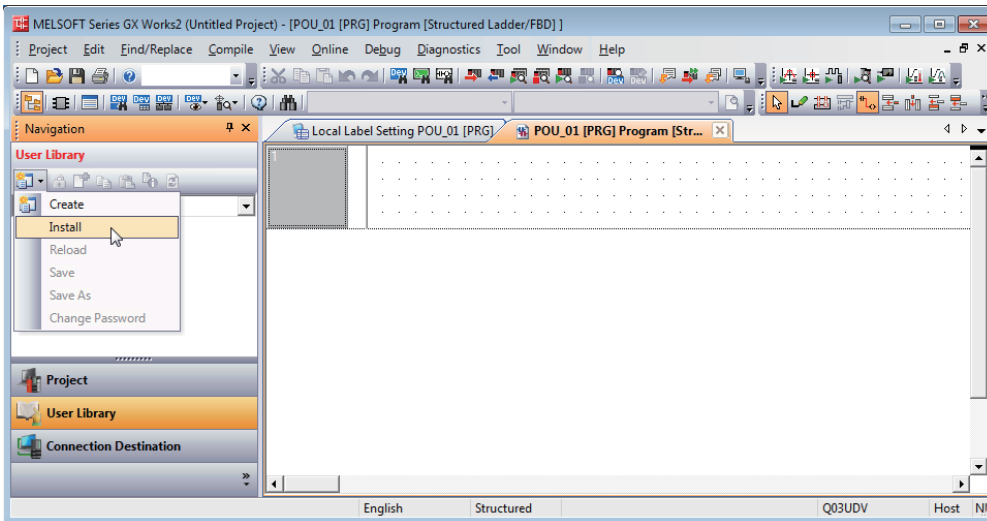 MELSOFT Series GX Works2 (Untitled Project) - [POU_01 [PRG] Program [Structured Ladder/FBD] ]
Project Edit Find/Replace Compile View Online Debug Diagnostics Tool Window Help
Navigation
Local Label Setting POU_01 [PRG]
POU_01 [PRG] Program [Str...
User Library
1
Create
Install
Reload
Save
Save As
Change Password
Project
User Library
Connection Destination
English Structured Q03UDV Host